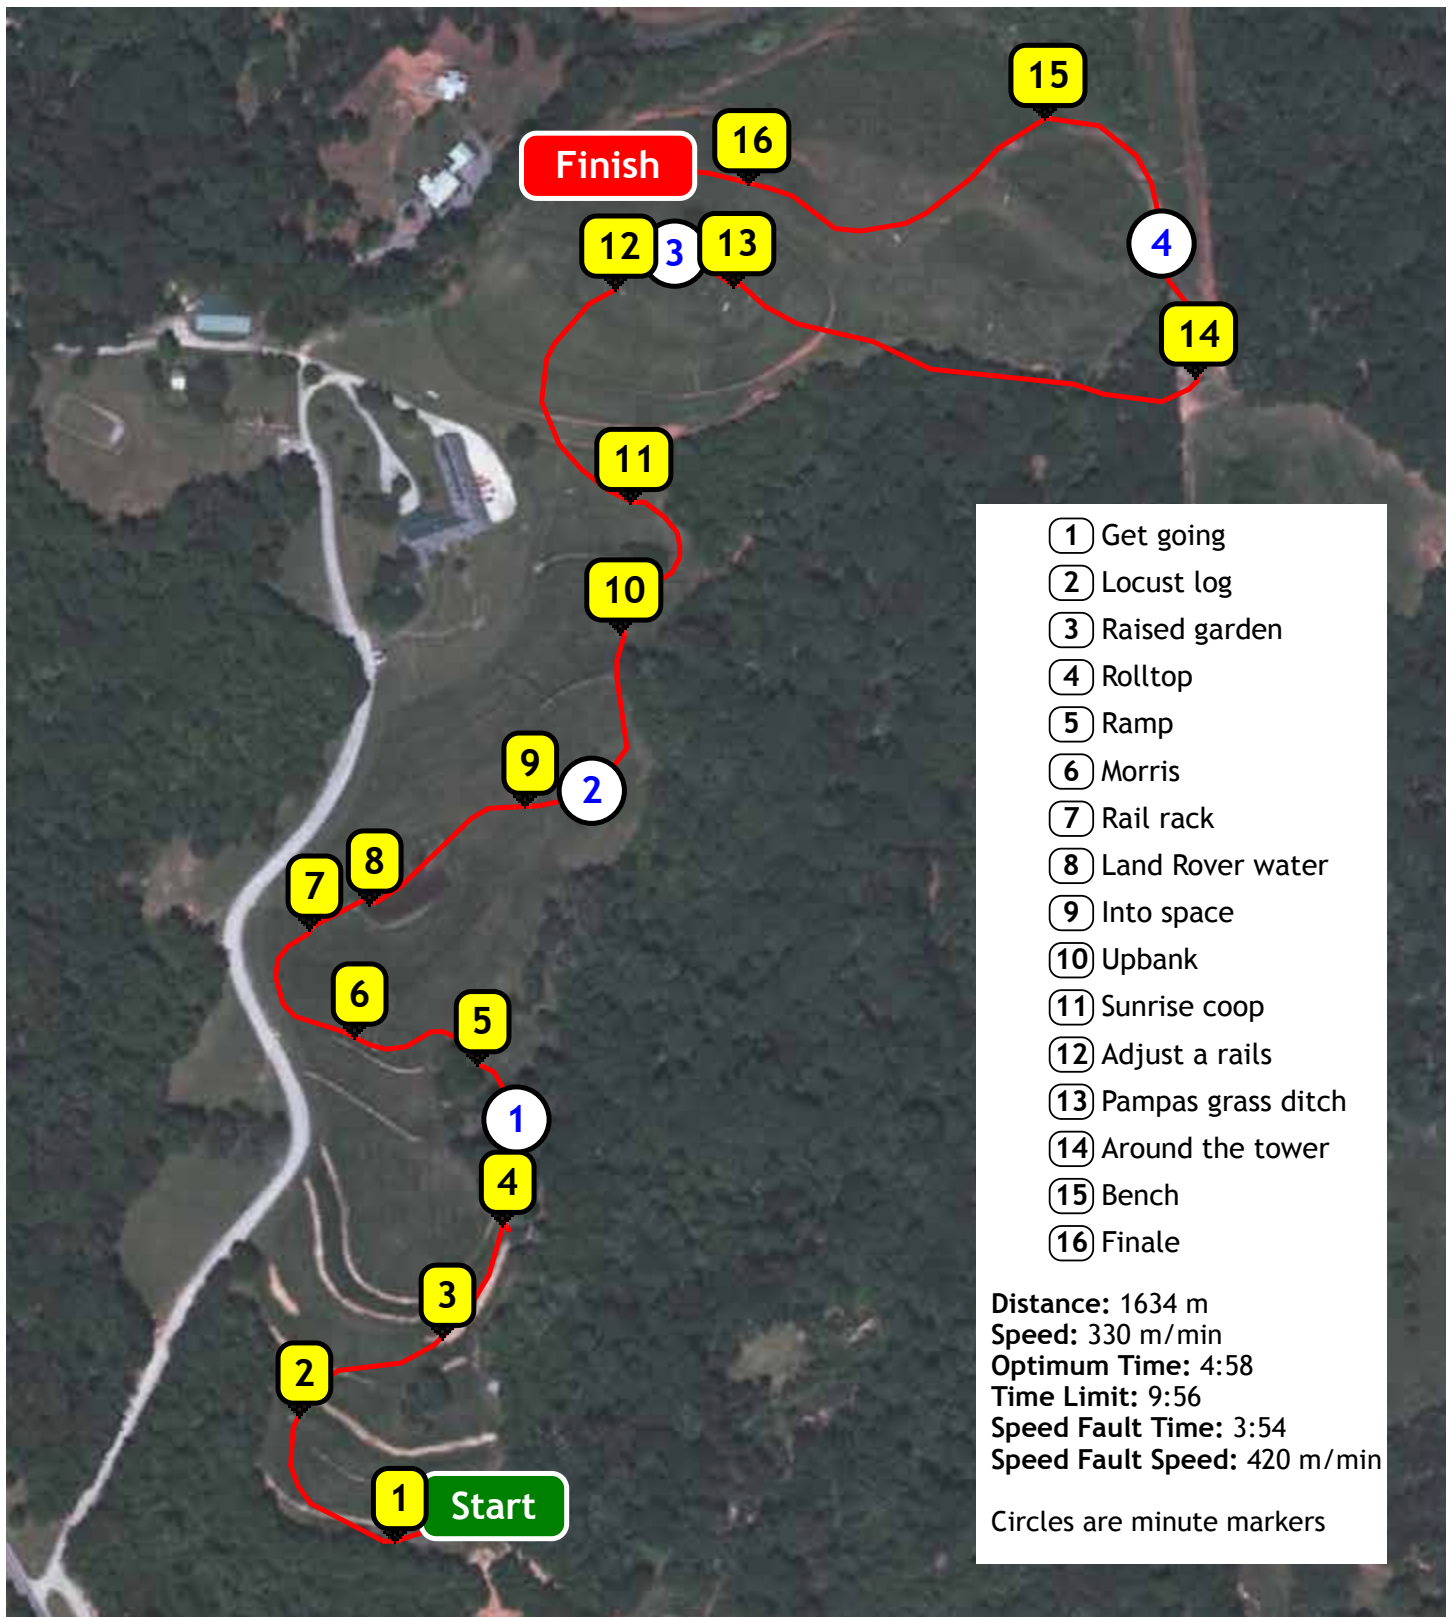 15
16
Finish
12
3
13
4
14
11
10
9
2
8
7
6
5
1
4
3
2
1
Start
1 Get going
2 Locust log
3 Raised garden
4 Rolltop
5 Ramp
6 Morris
7 Rail rack
8 Land Rover water
9 Into space
10 Upbank
11 Sunrise coop
12 Adjust a rails
13 Pampas grass ditch
14 Around the tower
15 Bench
16 Finale
Distance: 1634 m
Speed: 330 m/min
Optimum Time: 4:58
Time Limit: 9:56
Speed Fault Time: 3:54
Speed Fault Speed: 420 m/min
Circles are minute markers